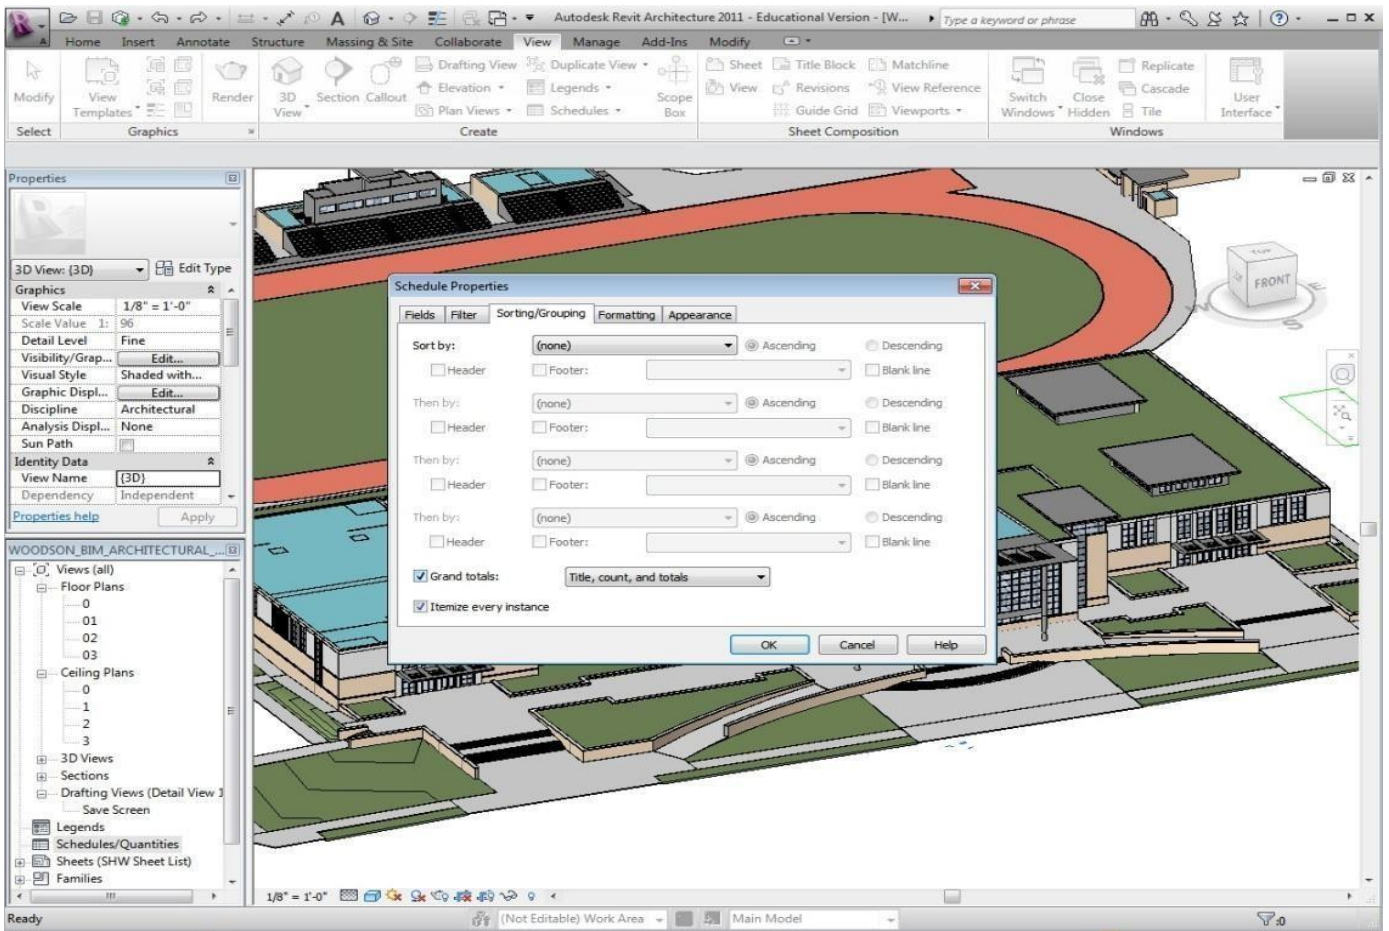 Autodesk Revit Architecture 2011 - Educational Version - [W... Type a keyword or phrase
Home Insert Annotate Structure Massing & Site Collaborate View Manage Add-Ins Modify
Drafting View Duplicate View Sheet Title Block Matchline Replicate
Elevation Legends View Revisions View Reference Cascade
Modify View Templates Render 3D View Section Callout Plan Views Schedules Scope Box Guide Grid Viewports Switch Windows Close Hidden Tile User Interface
Select Graphics Create Sheet Composition Windows
Properties
3D View: {3D} Edit Type
Graphics
View Scale 1/8" = 1'-0"
Scale Value 1: 96
Detail Level Fine
Visibility/Grap... Edit...
Visual Style Shaded with...
Graphic Displ... Edit...
Discipline Architectural
Analysis Displ... None
Sun Path
Identity Data
View Name {3D}
Dependency Independent
Properties help Apply
WOODSON_BIM_ARCHITECTURAL_...
Views (all)
Floor Plans
0
01
02
03
Ceiling Plans
0
1
2
3
3D Views
Sections
Drafting Views (Detail View 1
Save Screen
Legends
Schedules/Quantities
Sheets (SHW Sheet List)
Families
TOP
FRONT
W
S
E
Schedule Properties
Fields Filter Sorting/Grouping Formatting Appearance
Sort by: (none) Ascending Descending
Header Footer: Blank line
Then by: (none) Ascending Descending
Header Footer: Blank line
Then by: (none) Ascending Descending
Header Footer: Blank line
Then by: (none) Ascending Descending
Header Footer: Blank line
Grand totals: Title, count, and totals
Itemize every instance
OK Cancel Help
1/8" = 1'-0"
Ready (Not Editable) Work Area Main Model :0